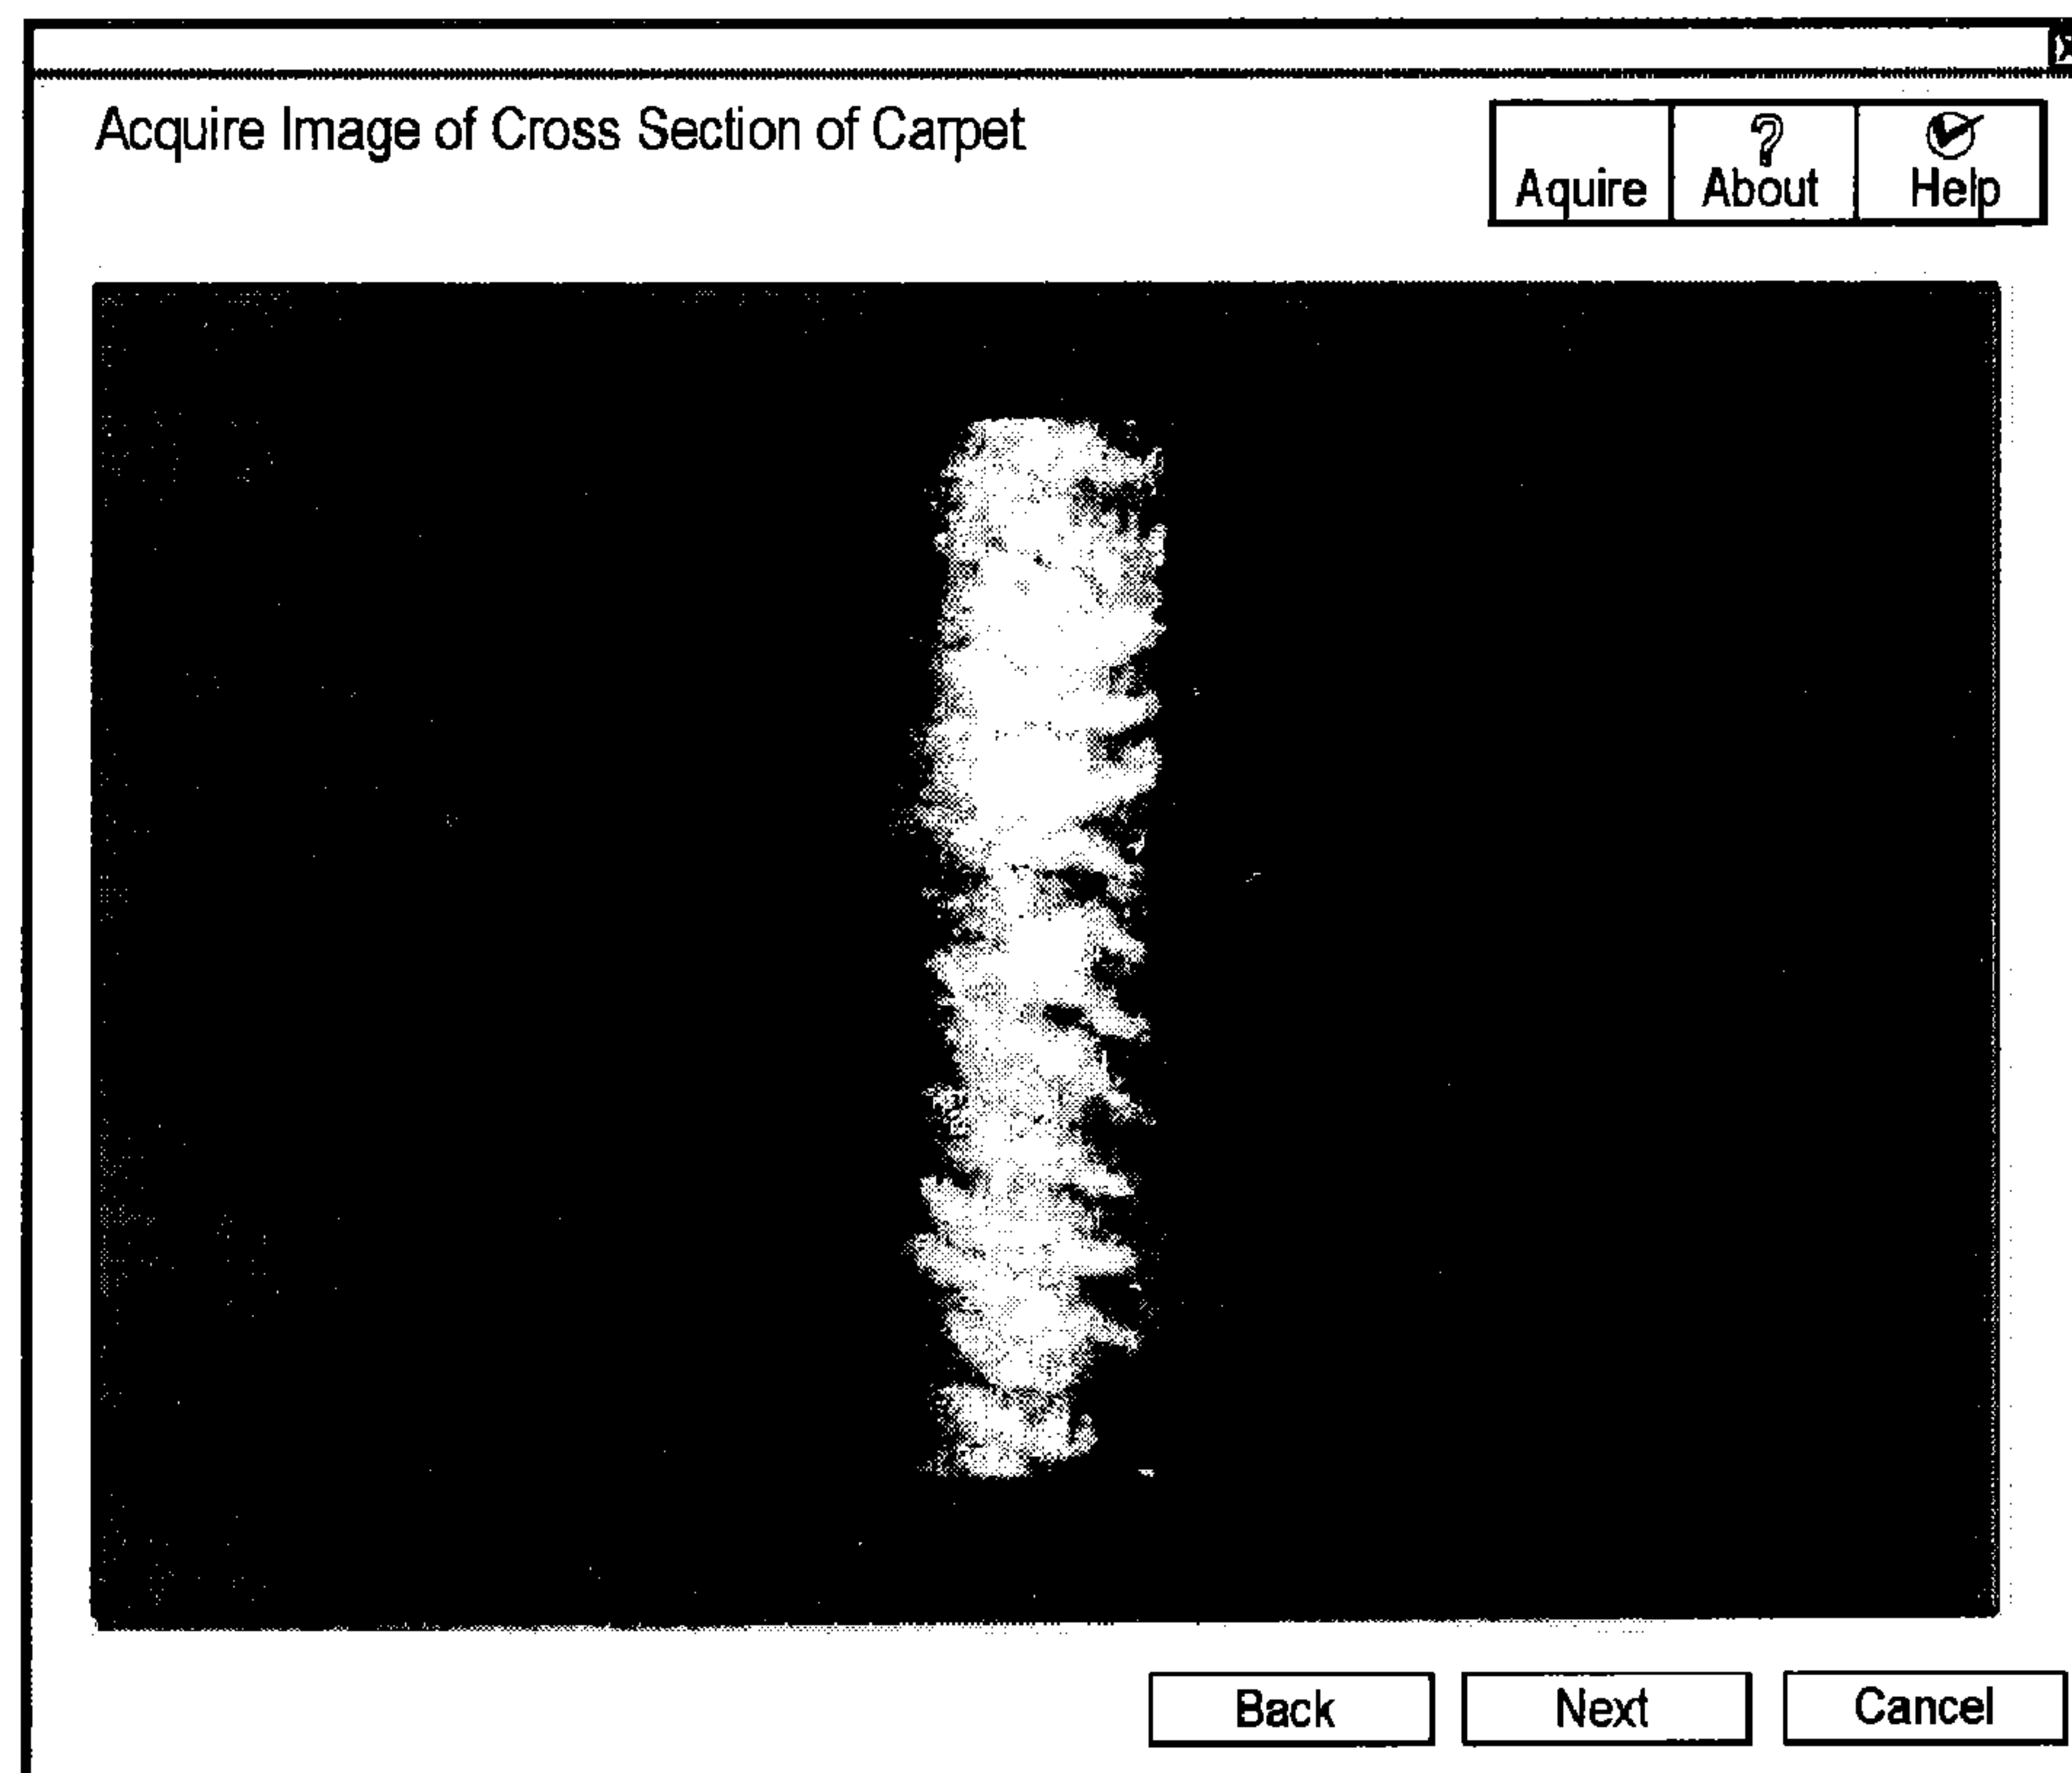 Acquire Image of Cross Section of Carpet
Aquire
About
Help
Back
Next
Cancel